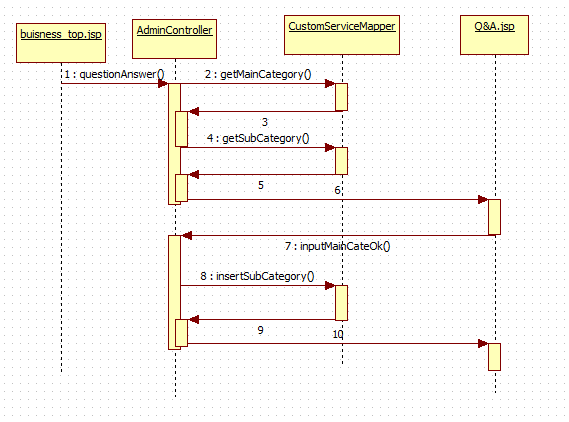 buisness_top.jsp
AdminController
CustomServiceMapper
Q&A.jsp
1 : questionAnswer()
2 : getMainCategory()
3
4 : getSubCategory()
5
6
7 : inputMainCateOk()
8 : insertSubCategory()
9
10